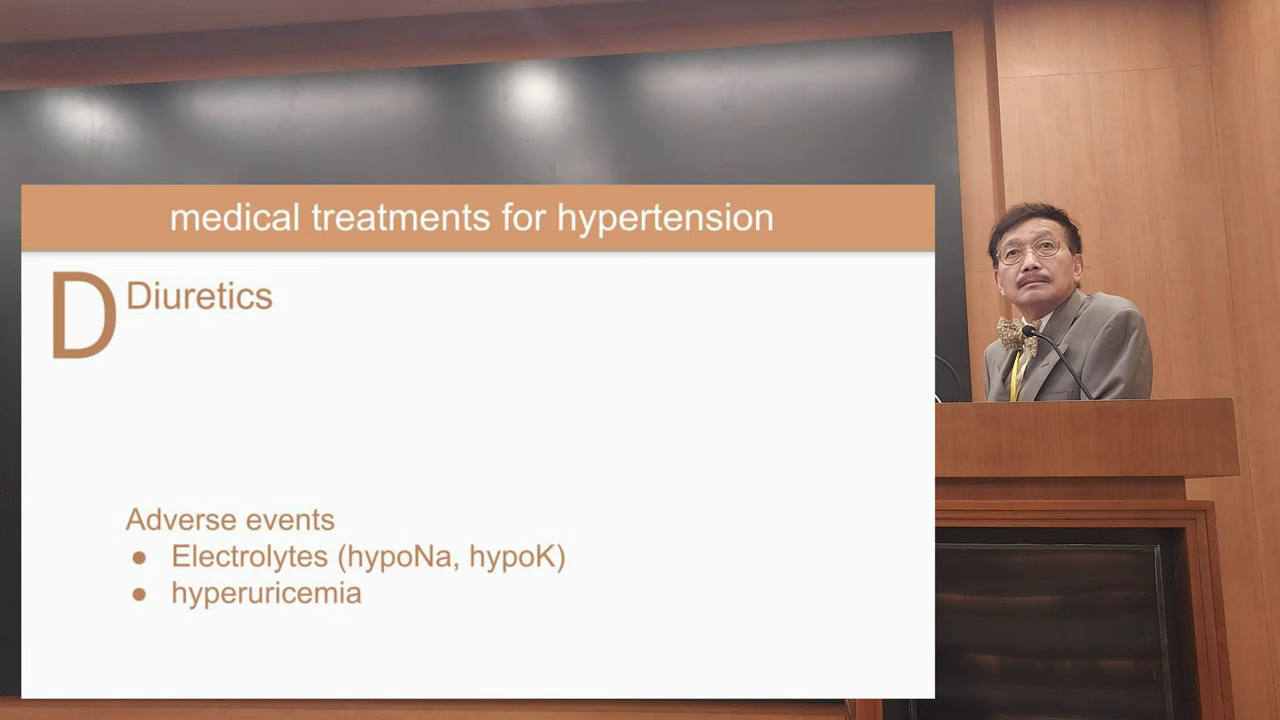 medical treatments for hypertension
D Diuretics
Adverse events
● Electrolytes (hypoNa, hypoK)
● hyperuricemia